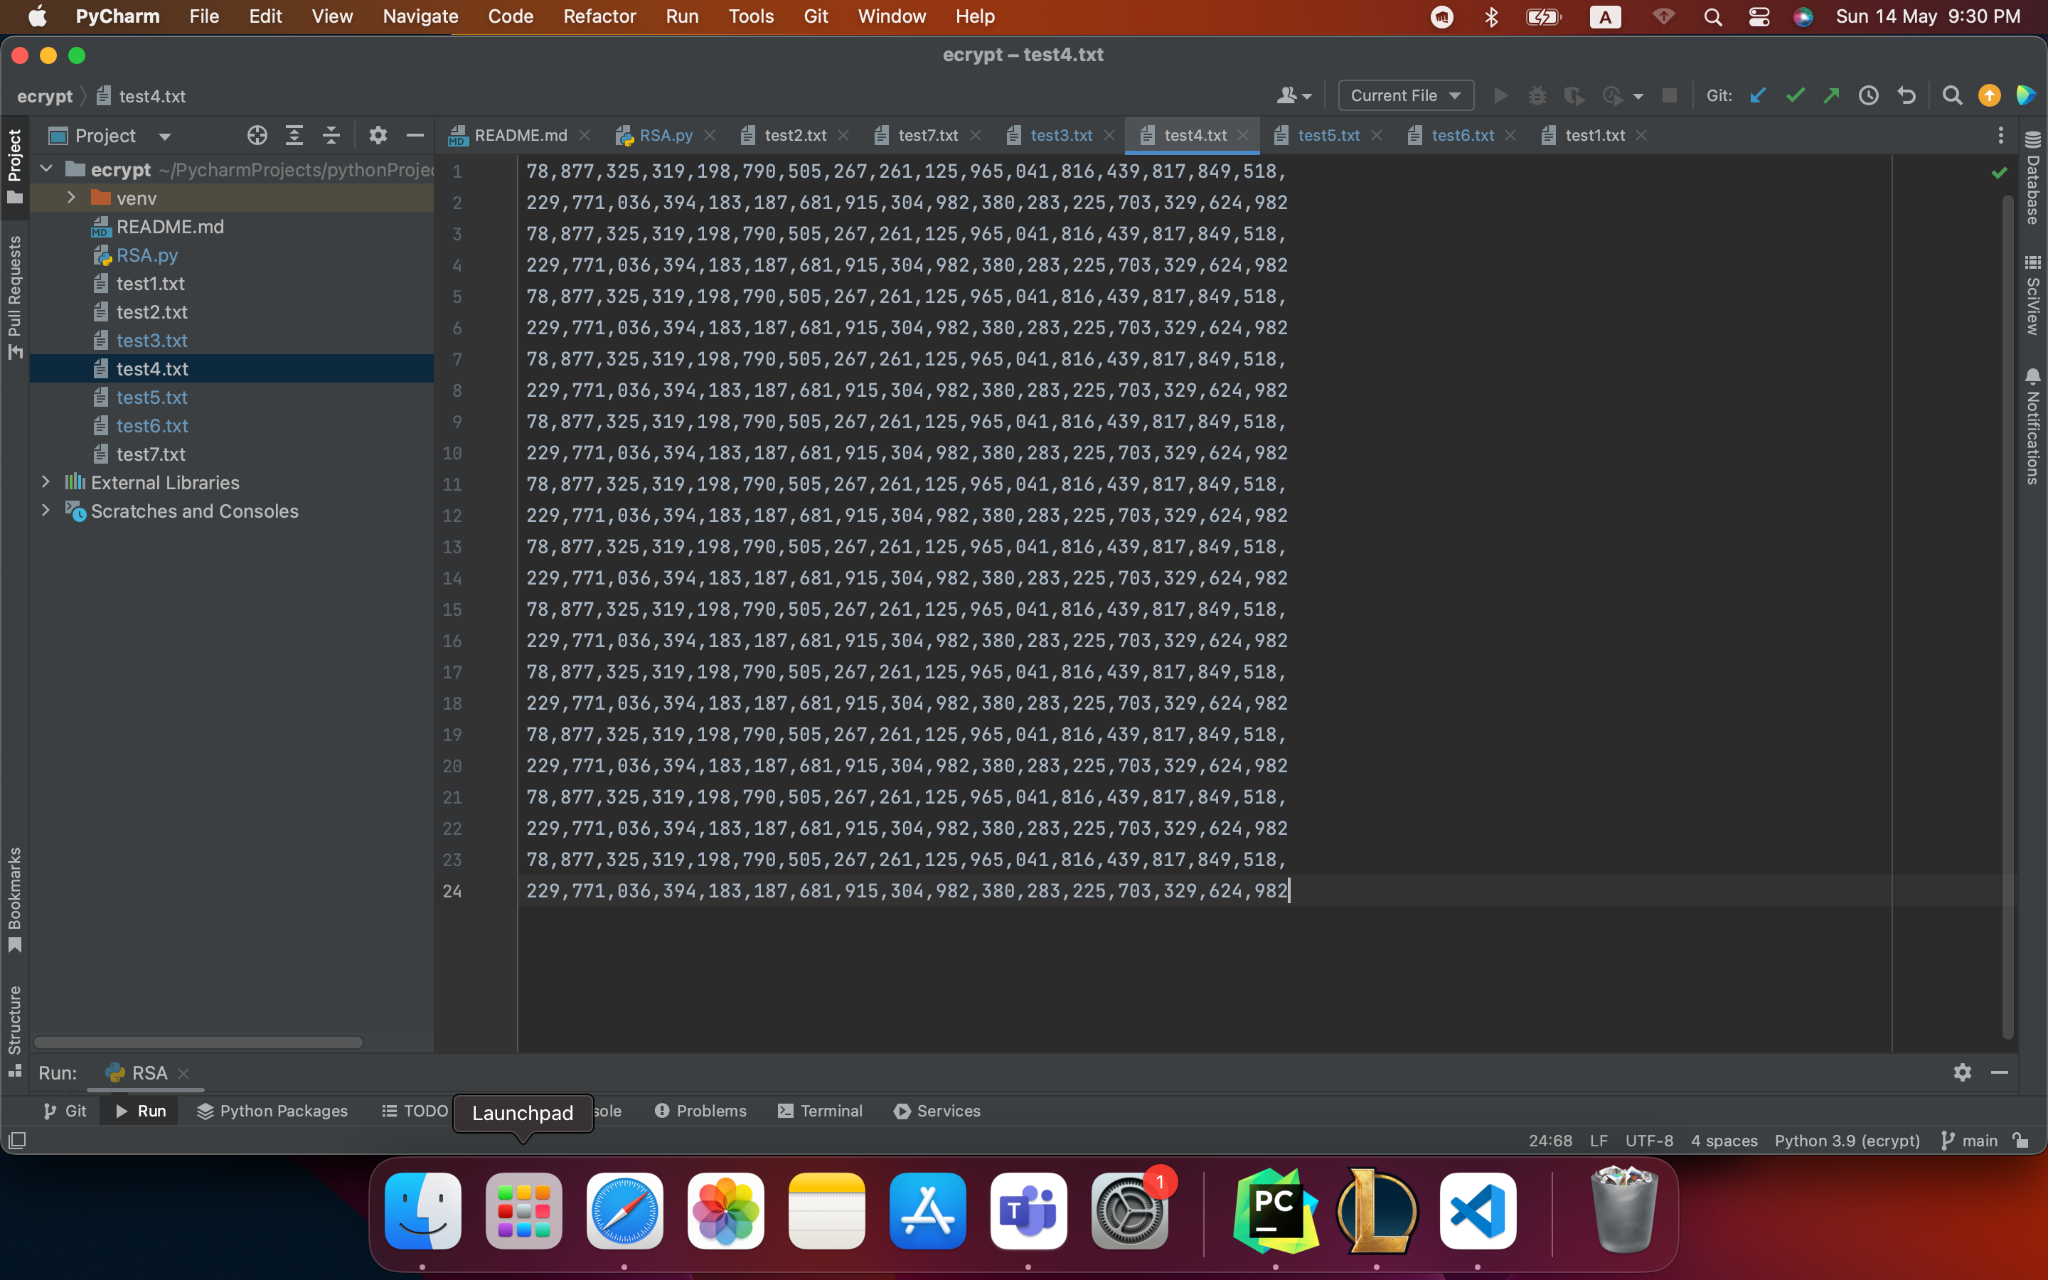 PyCharm File Edit View Navigate Code Refactor Run Tools Git Window Help A Sun 14 May 9:30 PM
ecrypt – test4.txt
ecrypt test4.txt Current File Git:
Project README.md RSA.py test2.txt test7.txt test3.txt test4.txt test5.txt test6.txt test1.txt
ecrypt ~/PycharmProjects/pythonProje
venv
README.md
RSA.py
test1.txt
test2.txt
test3.txt
test4.txt
test5.txt
test6.txt
test7.txt
External Libraries
Scratches and Consoles
Project
Pull Requests
Bookmarks
Structure
1 78,877,325,319,198,790,505,267,261,125,965,041,816,439,817,849,518,
2 229,771,036,394,183,187,681,915,304,982,380,283,225,703,329,624,982
3 78,877,325,319,198,790,505,267,261,125,965,041,816,439,817,849,518,
4 229,771,036,394,183,187,681,915,304,982,380,283,225,703,329,624,982
5 78,877,325,319,198,790,505,267,261,125,965,041,816,439,817,849,518,
6 229,771,036,394,183,187,681,915,304,982,380,283,225,703,329,624,982
7 78,877,325,319,198,790,505,267,261,125,965,041,816,439,817,849,518,
8 229,771,036,394,183,187,681,915,304,982,380,283,225,703,329,624,982
9 78,877,325,319,198,790,505,267,261,125,965,041,816,439,817,849,518,
10 229,771,036,394,183,187,681,915,304,982,380,283,225,703,329,624,982
11 78,877,325,319,198,790,505,267,261,125,965,041,816,439,817,849,518,
12 229,771,036,394,183,187,681,915,304,982,380,283,225,703,329,624,982
13 78,877,325,319,198,790,505,267,261,125,965,041,816,439,817,849,518,
14 229,771,036,394,183,187,681,915,304,982,380,283,225,703,329,624,982
15 78,877,325,319,198,790,505,267,261,125,965,041,816,439,817,849,518,
16 229,771,036,394,183,187,681,915,304,982,380,283,225,703,329,624,982
17 78,877,325,319,198,790,505,267,261,125,965,041,816,439,817,849,518,
18 229,771,036,394,183,187,681,915,304,982,380,283,225,703,329,624,982
19 78,877,325,319,198,790,505,267,261,125,965,041,816,439,817,849,518,
20 229,771,036,394,183,187,681,915,304,982,380,283,225,703,329,624,982
21 78,877,325,319,198,790,505,267,261,125,965,041,816,439,817,849,518,
22 229,771,036,394,183,187,681,915,304,982,380,283,225,703,329,624,982
23 78,877,325,319,198,790,505,267,261,125,965,041,816,439,817,849,518,
24 229,771,036,394,183,187,681,915,304,982,380,283,225,703,329,624,982
Database
SciView
Notifications
Run: RSA
Git Run Python Packages TODO sole Problems Terminal Services
Launchpad
24:68 LF UTF-8 4 spaces Python 3.9 (ecrypt) main
T 1 PC